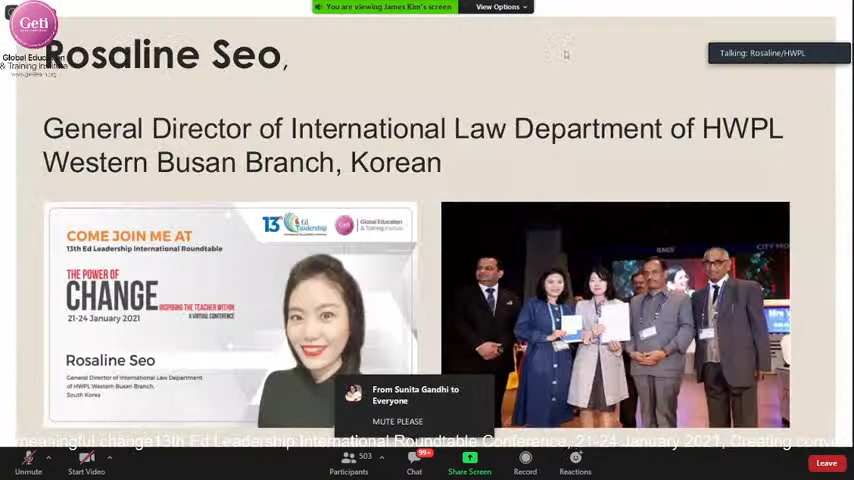 You are viewing James Kim's screen
View Options
Geti
Global Education
& Training Institute
Rosaline Seo,
Talking: Rosaline/HWPL
General Director of International Law Department of HWPL
Western Busan Branch, Korean
13th Ed Leadership
Global Education
& Training Institute
COME JOIN ME AT
13th Ed Leadership International Roundtable
THE POWER OF
CHANGE INSPIRING THE TEACHER WITHIN
21-24 January 2021 A VIRTUAL CONFERENCE
Rosaline Seo
General Director of International Law Department
of HWPL Western Busan Branch,
South Korea
From Sunita Gandhi to
Everyone
MUTE PLEASE
meaningful change13th Ed Leadership International Roundtable Conference, 21-24 January 2021, Creating
Unmute
Start Video
Participants 503
Chat 99+
Share Screen
Record
Reactions
Leave